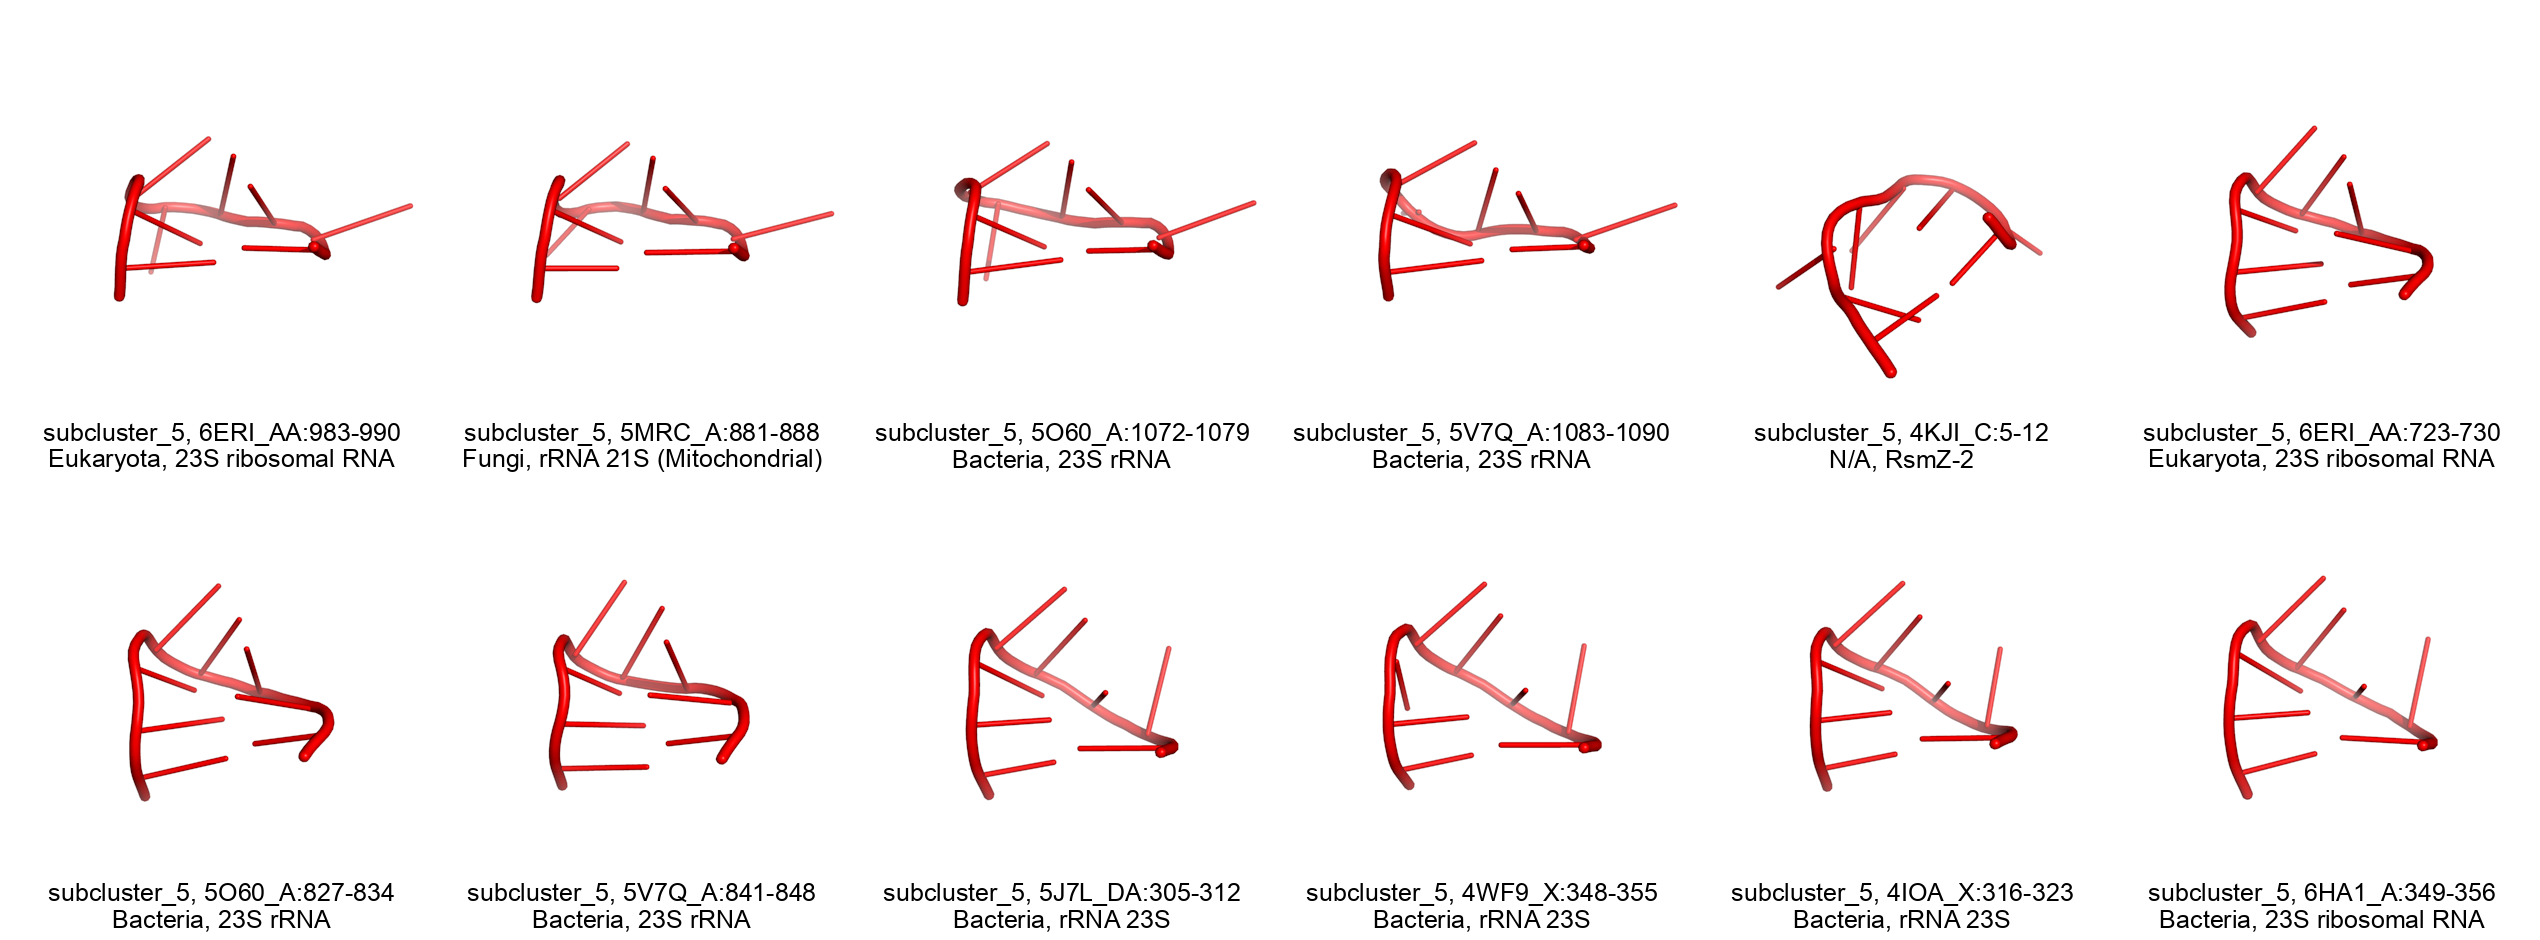 subcluster_5, 6ERI_AA:983-990
Eukaryota, 23S ribosomal RNA
subcluster_5, 5MRC_A:881-888
Fungi, rRNA 21S (Mitochondrial)
subcluster_5, 5O60_A:1072-1079
Bacteria, 23S rRNA
subcluster_5, 5V7Q_A:1083-1090
Bacteria, 23S rRNA
subcluster_5, 4KJI_C:5-12
N/A, RsmZ-2
subcluster_5, 6ERI_AA:723-730
Eukaryota, 23S ribosomal RNA
subcluster_5, 5O60_A:827-834
Bacteria, 23S rRNA
subcluster_5, 5V7Q_A:841-848
Bacteria, 23S rRNA
subcluster_5, 5J7L_DA:305-312
Bacteria, rRNA 23S
subcluster_5, 4WF9_X:348-355
Bacteria, rRNA 23S
subcluster_5, 4IOA_X:316-323
Bacteria, rRNA 23S
subcluster_5, 6HA1_A:349-356
Bacteria, 23S ribosomal RNA